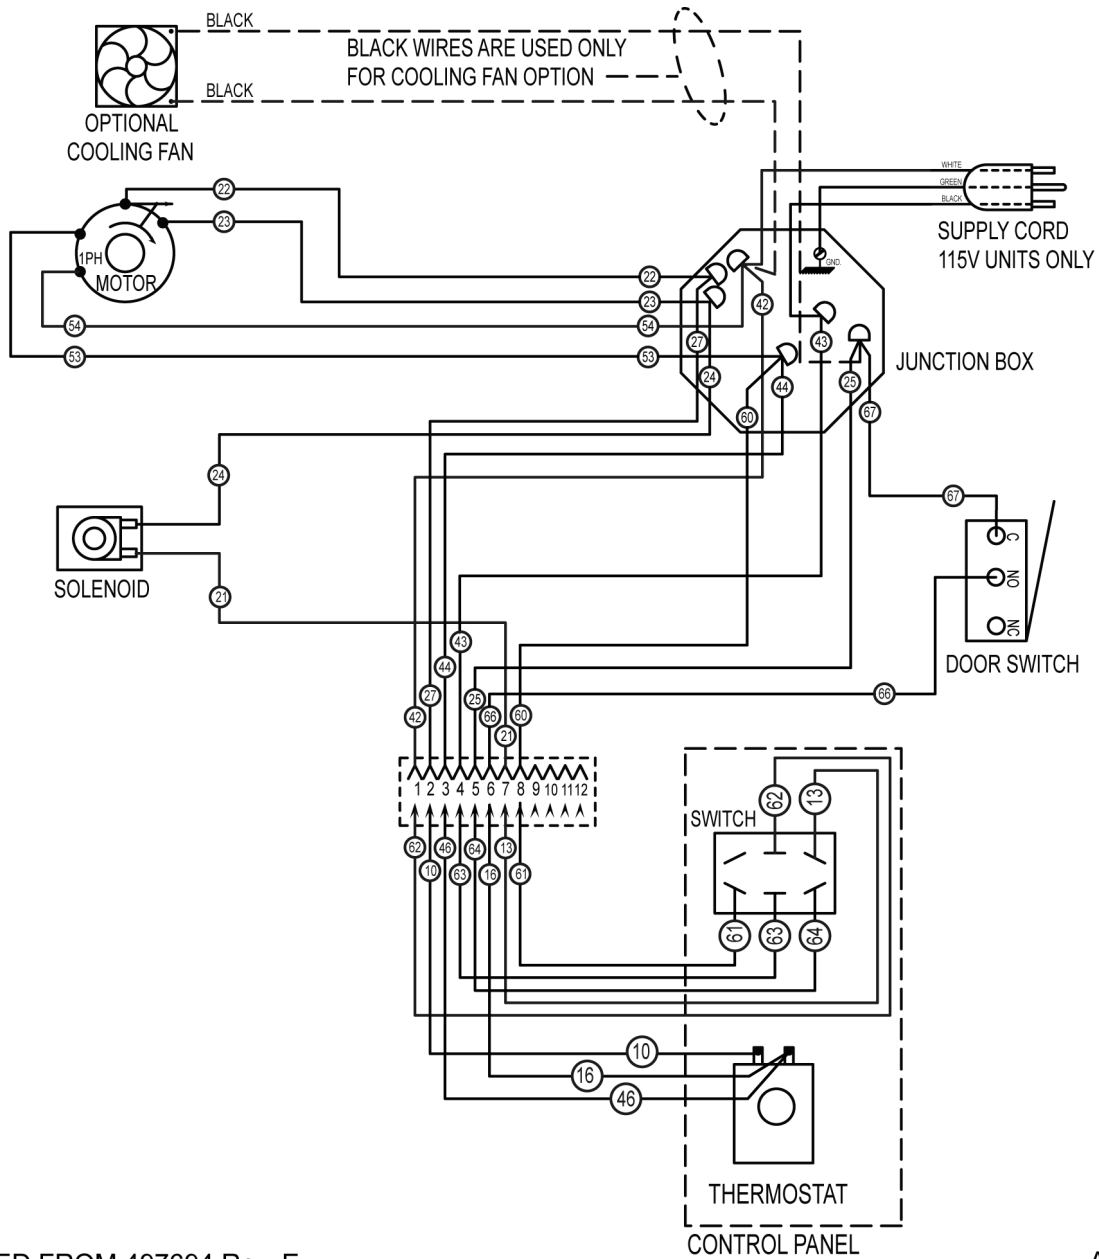 BLACK
BLACK WIRES ARE USED ONLY
FOR COOLING FAN OPTION
BLACK
OPTIONAL
COOLING FAN
WHITE
GREEN
BLACK
SUPPLY CORD
115V UNITS ONLY
22
23
1PH
MOTOR
GND.
22
23
54
54
53
53
42
27
43
24
44
25
60
67
JUNCTION BOX
24
67
SOLENOID
21
C
NO
NC
DOOR SWITCH
43
44
27
25
66
42
66
60
21
1 2 3 4 5 6 7 8 9 10 11 12
62 46 64 13
10 63 16 61
62 13
SWITCH
61 63 64
10
16
46
THERMOSTAT
CONTROL PANEL